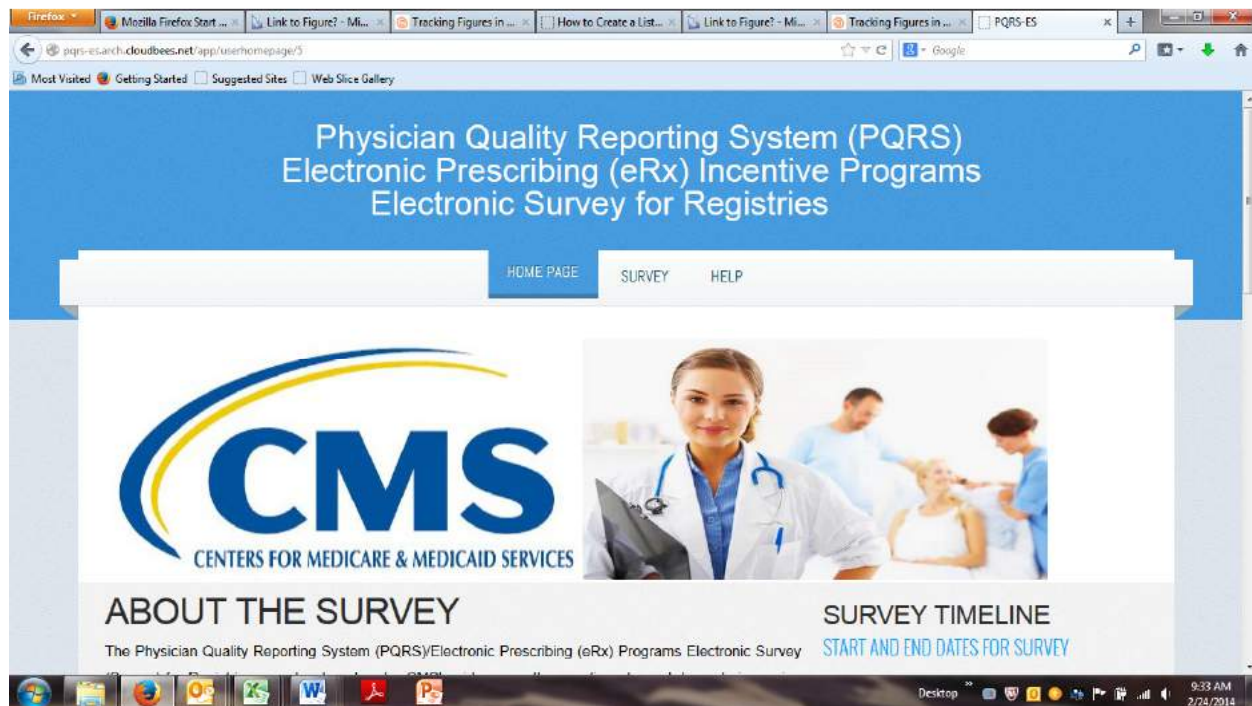 Firefox
Mozilla Firefox Start ...
Link to Figure? - Mi...
Tracking Figures in ...
How to Create a List...
Link to Figure? - Mi...
Tracking Figures in ...
PQRS-ES
pqrs-es.arch.cloudbees.net/app/userhomepage/5
Google
Most Visited Getting Started Suggested Sites Web Slice Gallery
Physician Quality Reporting System (PQRS)
Electronic Prescribing (eRx) Incentive Programs
Electronic Survey for Registries
HOME PAGE SURVEY HELP
CMS
CENTERS FOR MEDICARE & MEDICAID SERVICES
ABOUT THE SURVEY
The Physician Quality Reporting System (PQRS)/Electronic Prescribing (eRx) Programs Electronic Survey
SURVEY TIMELINE
START AND END DATES FOR SURVEY
Desktop
9:33 AM
2/24/2014